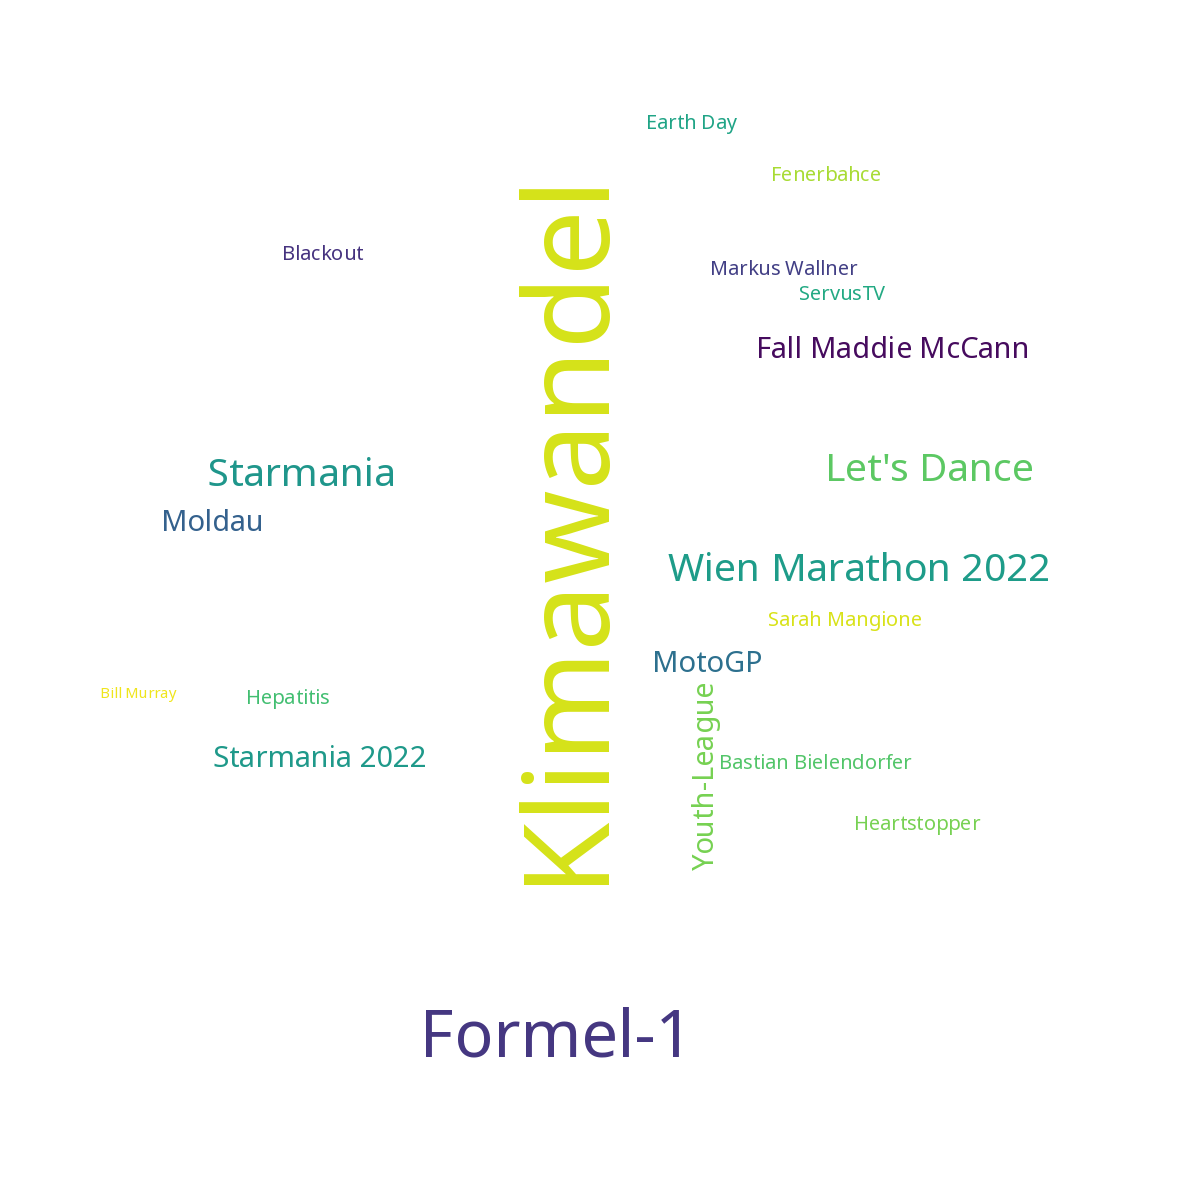 Earth Day
Fenerbahce
Blackout
Markus Wallner
ServusTV
Fall Maddie McCann
Klimawandel
Starmania
Let's Dance
Moldau
Wien Marathon 2022
Sarah Mangione
MotoGP
Bill Murray
Hepatitis
Starmania 2022
Youth-League
Bastian Bielendorfer
Heartstopper
Formel-1